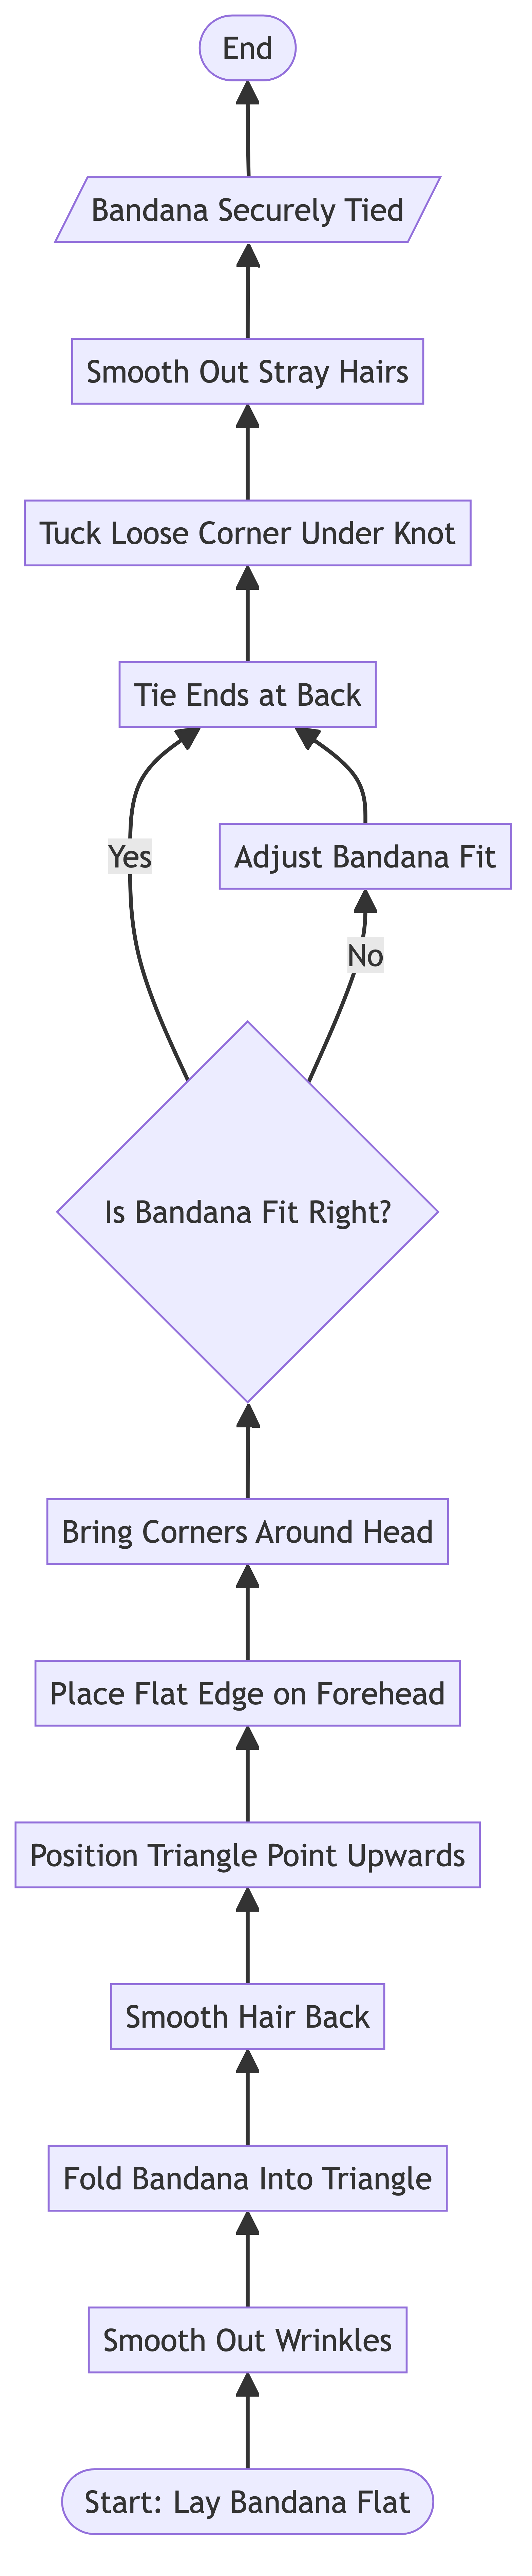 End
Bandana Securely Tied
Smooth Out Stray Hairs
Tuck Loose Corner Under Knot
Tie Ends at Back
Yes
Adjust Bandana Fit
No
Is Bandana Fit Right?
Bring Corners Around Head
Place Flat Edge on Forehead
Position Triangle Point Upwards
Smooth Hair Back
Fold Bandana Into Triangle
Smooth Out Wrinkles
Start: Lay Bandana Flat